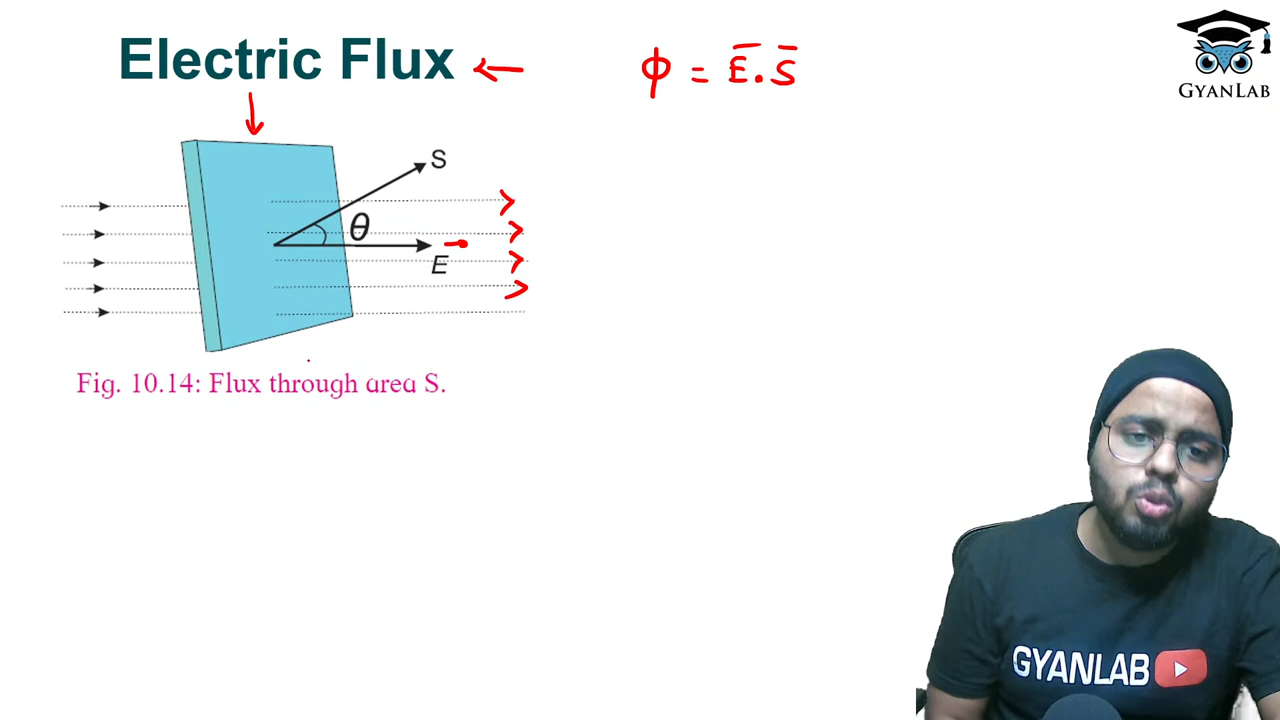 Electric Flux
ϕ = E̅.S̅
GYANLAB
S
θ
E
Fig. 10.14: Flux through area S.
GYANLAB